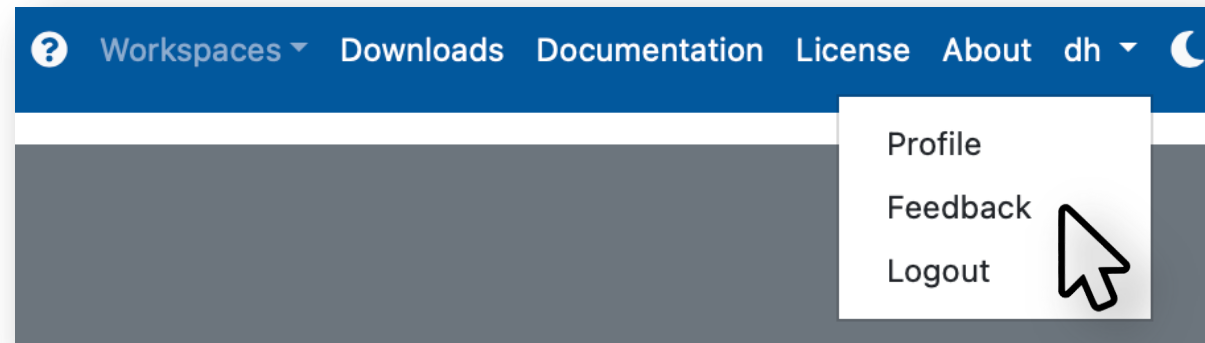 ? Workspaces Downloads Documentation License About dh
Profile
Feedback
Logout